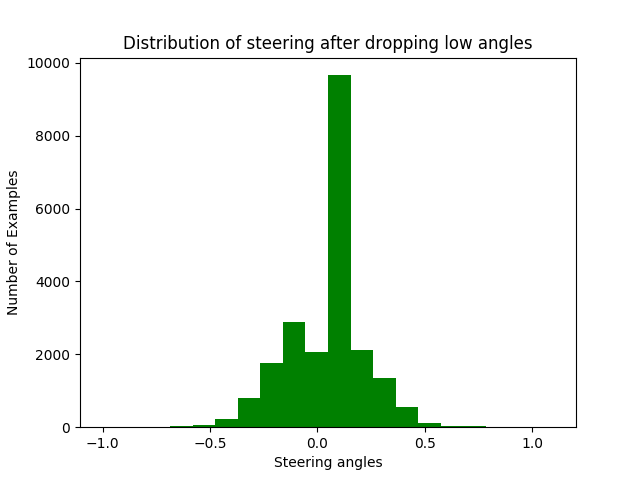 Distribution of steering after dropping low angles
10000
8000
6000
4000
2000
0
Number of Examples
−1.0 −0.5 0.0 0.5 1.0
Steering angles